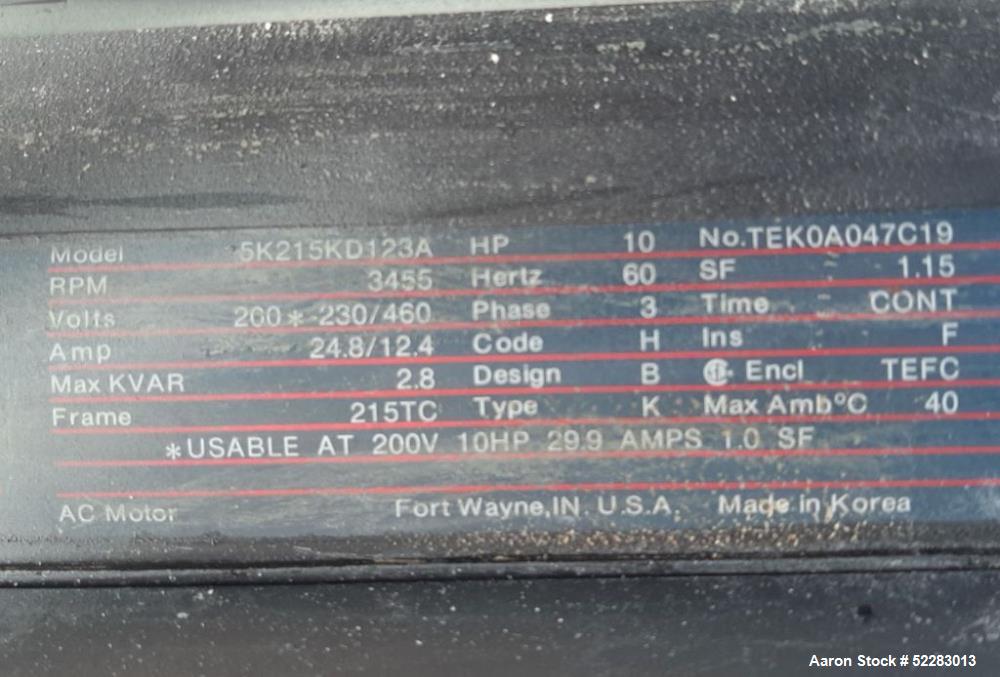 Model 5K215KD123A HP 10 No.TEK0A047C19
RPM 3455 Hertz 60 SF 1.15
Volts 200*-230/460 Phase 3 Time CONT
Amp 24.8/12.4 Code H Ins F
Max KVAR 2.8 Design B Encl TEFC
Frame 215TC Type K Max Amb°C 40
*USABLE AT 200V 10HP 29.9 AMPS 1.0 SF
AC Motor Fort Wayne,IN. U.S.A. Made in Korea
Aaron Stock # 52283013